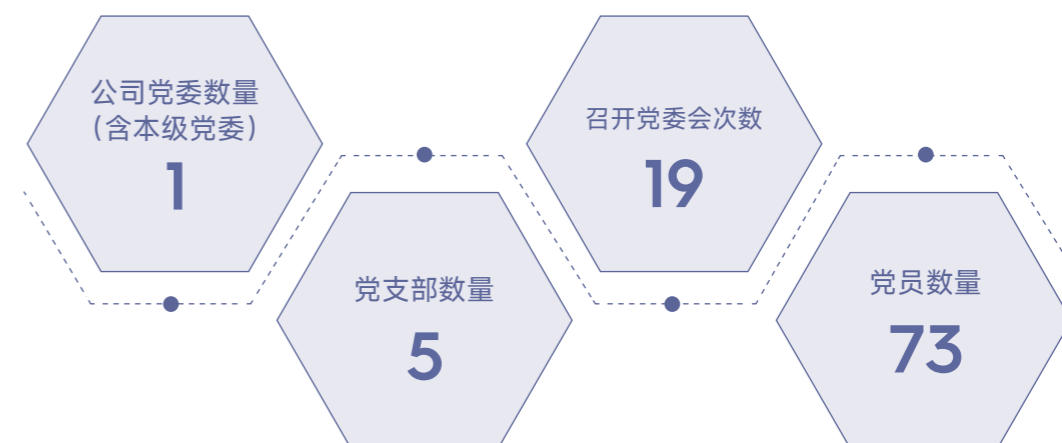 公司党委数量
（含本级党委）
1
党支部数量
5
召开党委会次数
19
党员数量
73